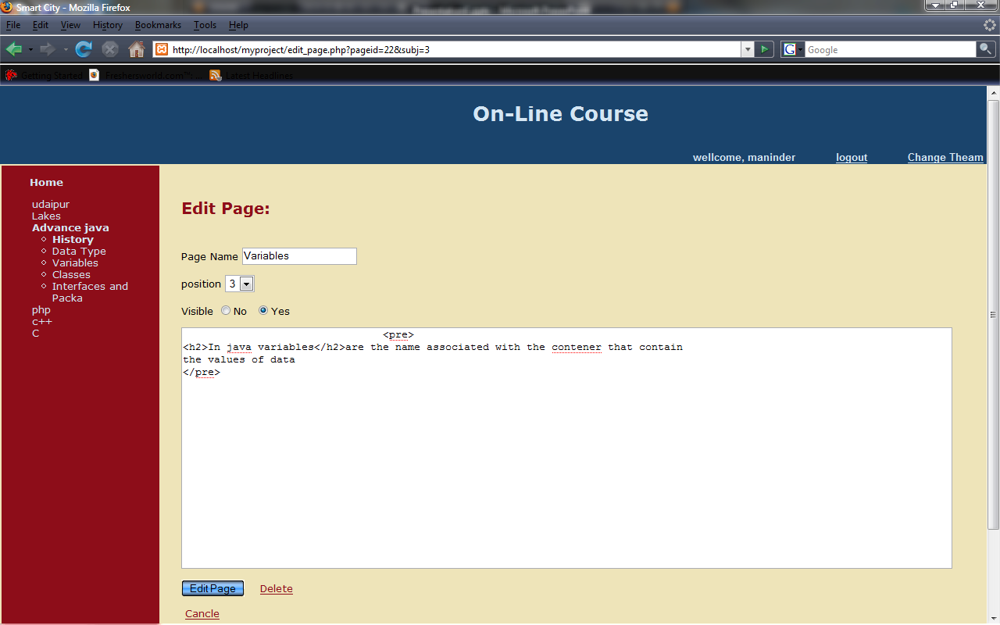 Smart City - Mozilla Firefox
File Edit View History Bookmarks Tools Help
http://localhost/myproject/edit_page.php?pageid=22&subj=3
G Google
Getting Started Freshersworld.com Latest Headlines
On-Line Course
wellcome, maninder logout Change Theam
Home
udaipur
Lakes
Advance java
History
Data Type
Variables
Classes
Interfaces and
Packa
php
c++
C
Edit Page:
Page Name Variables
position 3
Visible No Yes
<pre>
<h2>In java variables</h2>are the name associated with the contener that contain
the values of data
</pre>
Edit Page Delete
Cancle